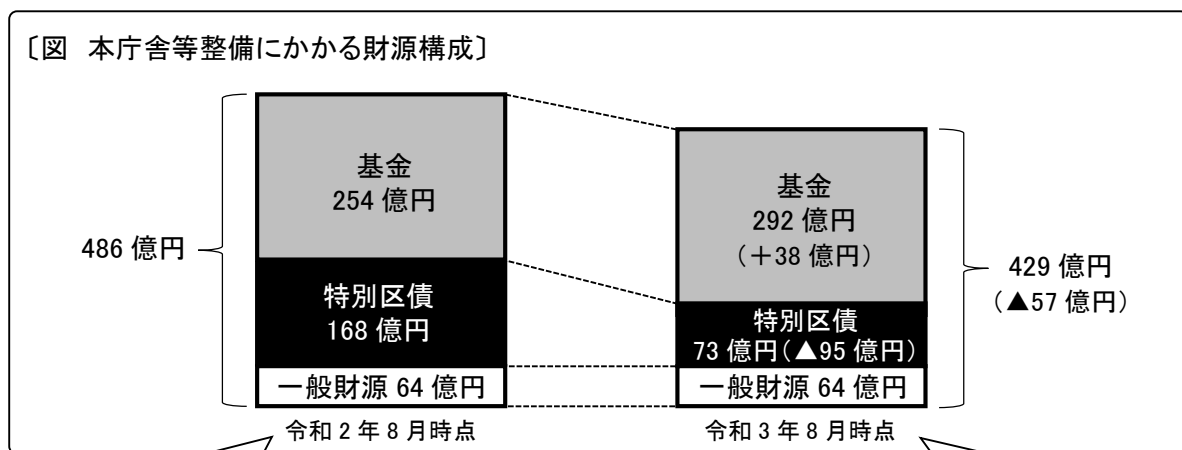 〔図 本庁舎等整備にかかる財源構成〕
486 億円
基金
254 億円
特別区債
168 億円
一般財源 64 億円
令和2年8月時点
基金
292 億円
(+38 億円)
特別区債
73 億円(▲95 億円)
一般財源 64 億円
令和3年8月時点
429 億円
(▲57 億円)